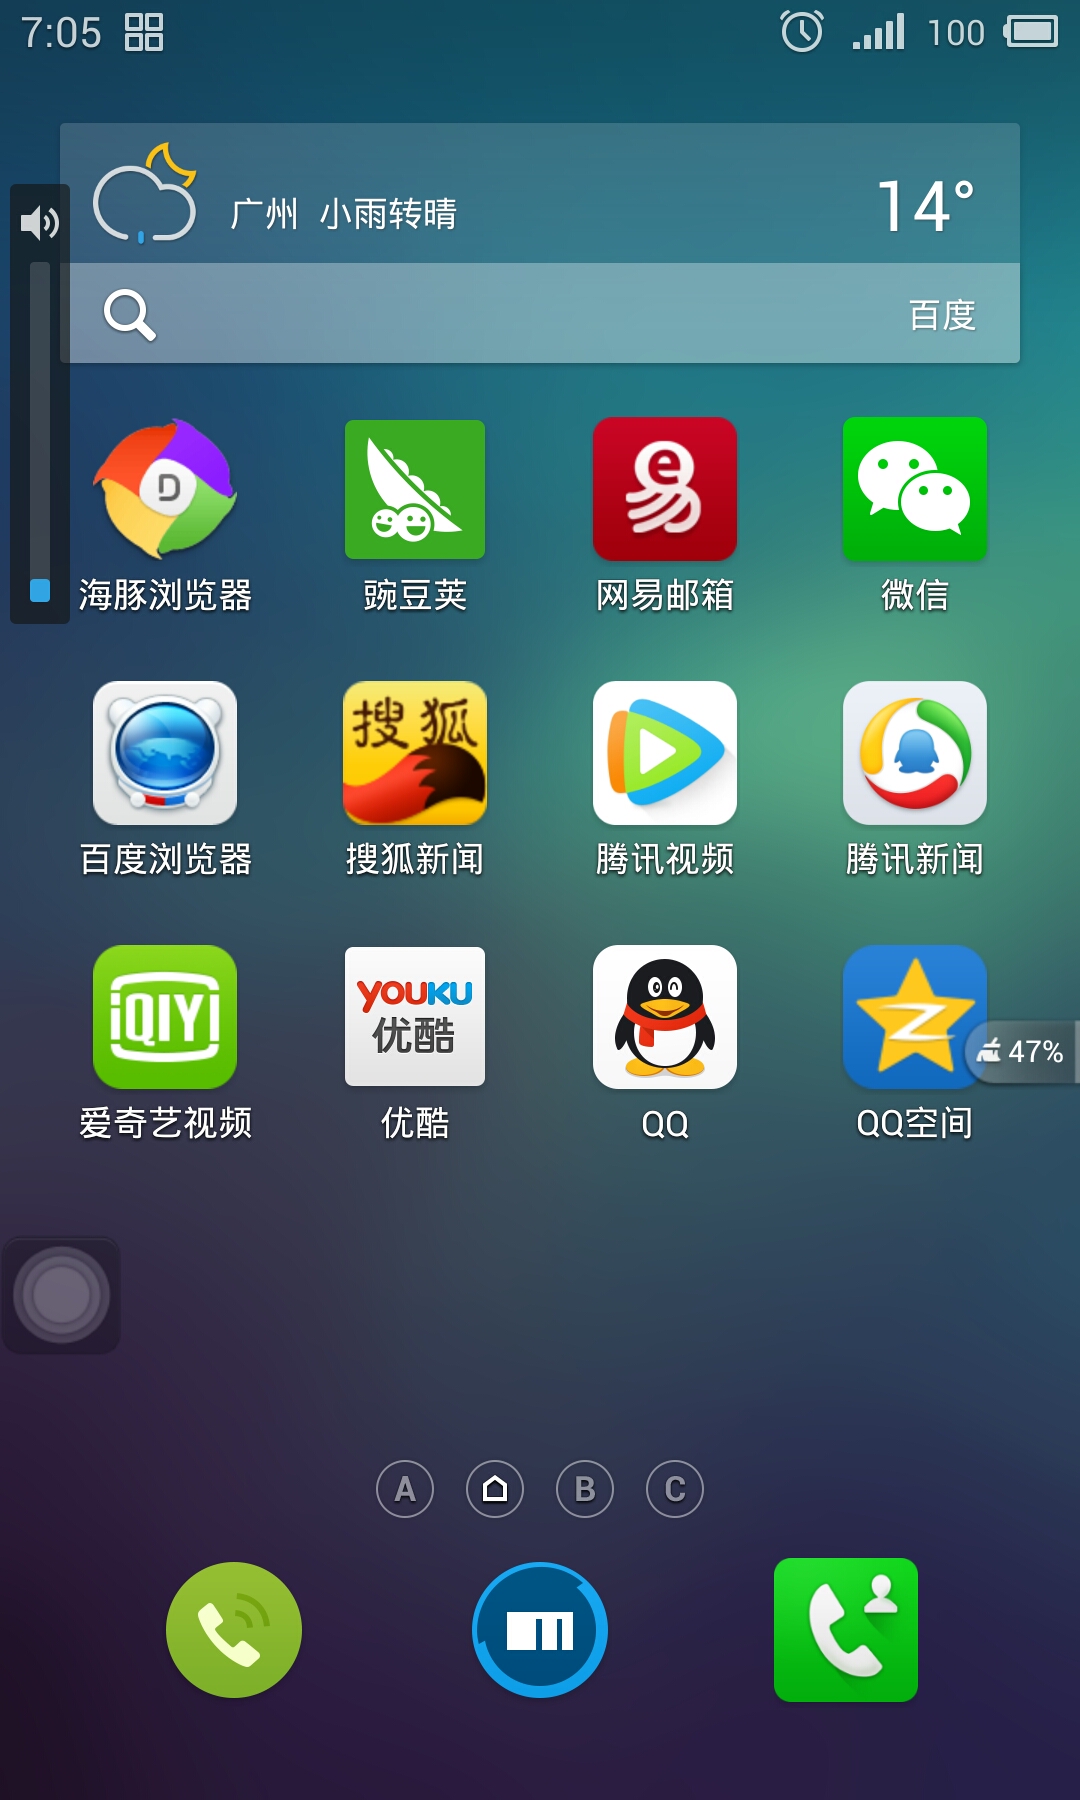 7:05 100
广州 小雨转晴 14°
百度
D
e
易
海豚浏览器 豌豆荚 网易邮箱 微信
搜狐
百度浏览器 搜狐新闻 腾讯视频 腾讯新闻
iQIYI
YOUKU
优酷
Z
47%
爱奇艺视频 优酷 QQ QQ空间
A B C